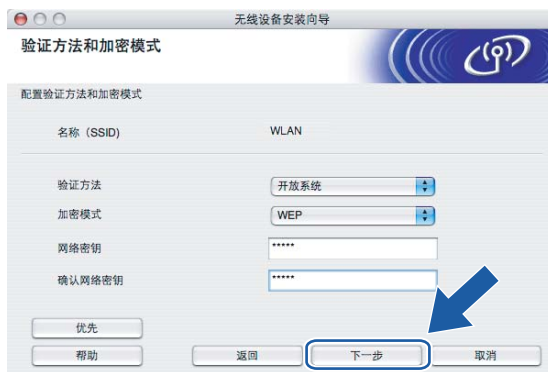 无线设备安装向导
验证方法和加密模式
配置验证方法和加密模式
名称（SSID） WLAN
验证方法 开放系统
加密模式 WEP
网络密钥 *****
确认网络密钥 *****
优先
帮助 返回 下一步 取消